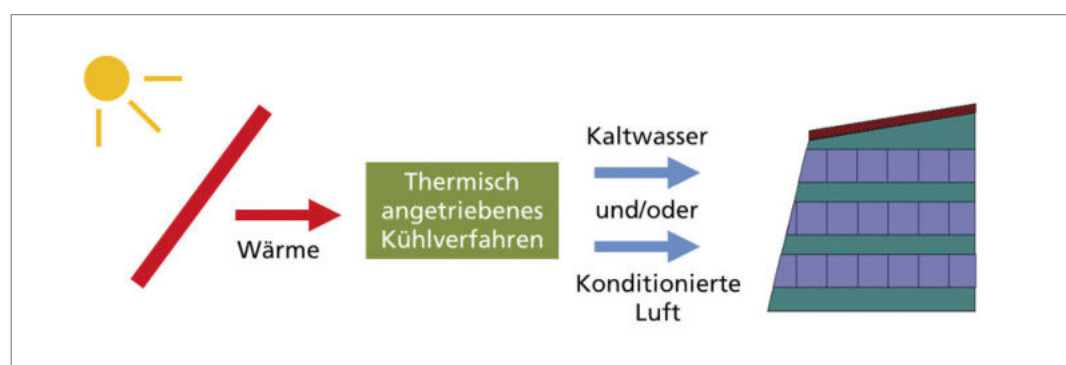 Wärme
Thermisch
angetriebenes
Kühlverfahren
Kaltwasser
und/oder
Konditionierte
Luft